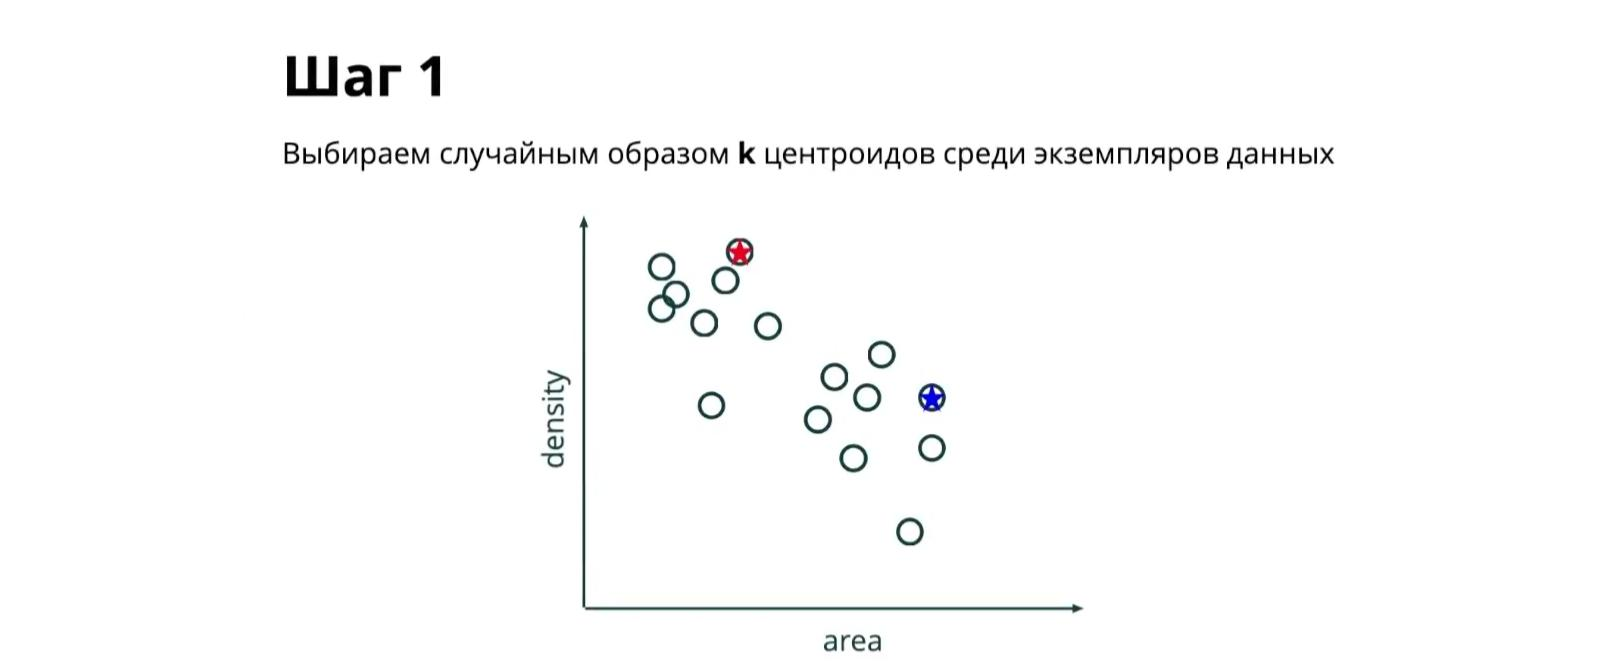 Шаг 1
Выбираем случайным образом k центроидов среди экземпляров данных
density
area